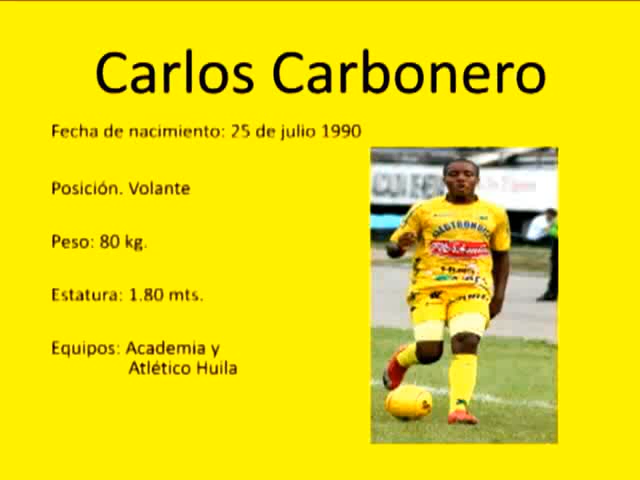 Carlos Carbonero
Fecha de nacimiento: 25 de julio 1990
Posición. Volante
Peso: 80 kg.
Estatura: 1.80 mts.
Equipos: Academia y
Atlético Huila